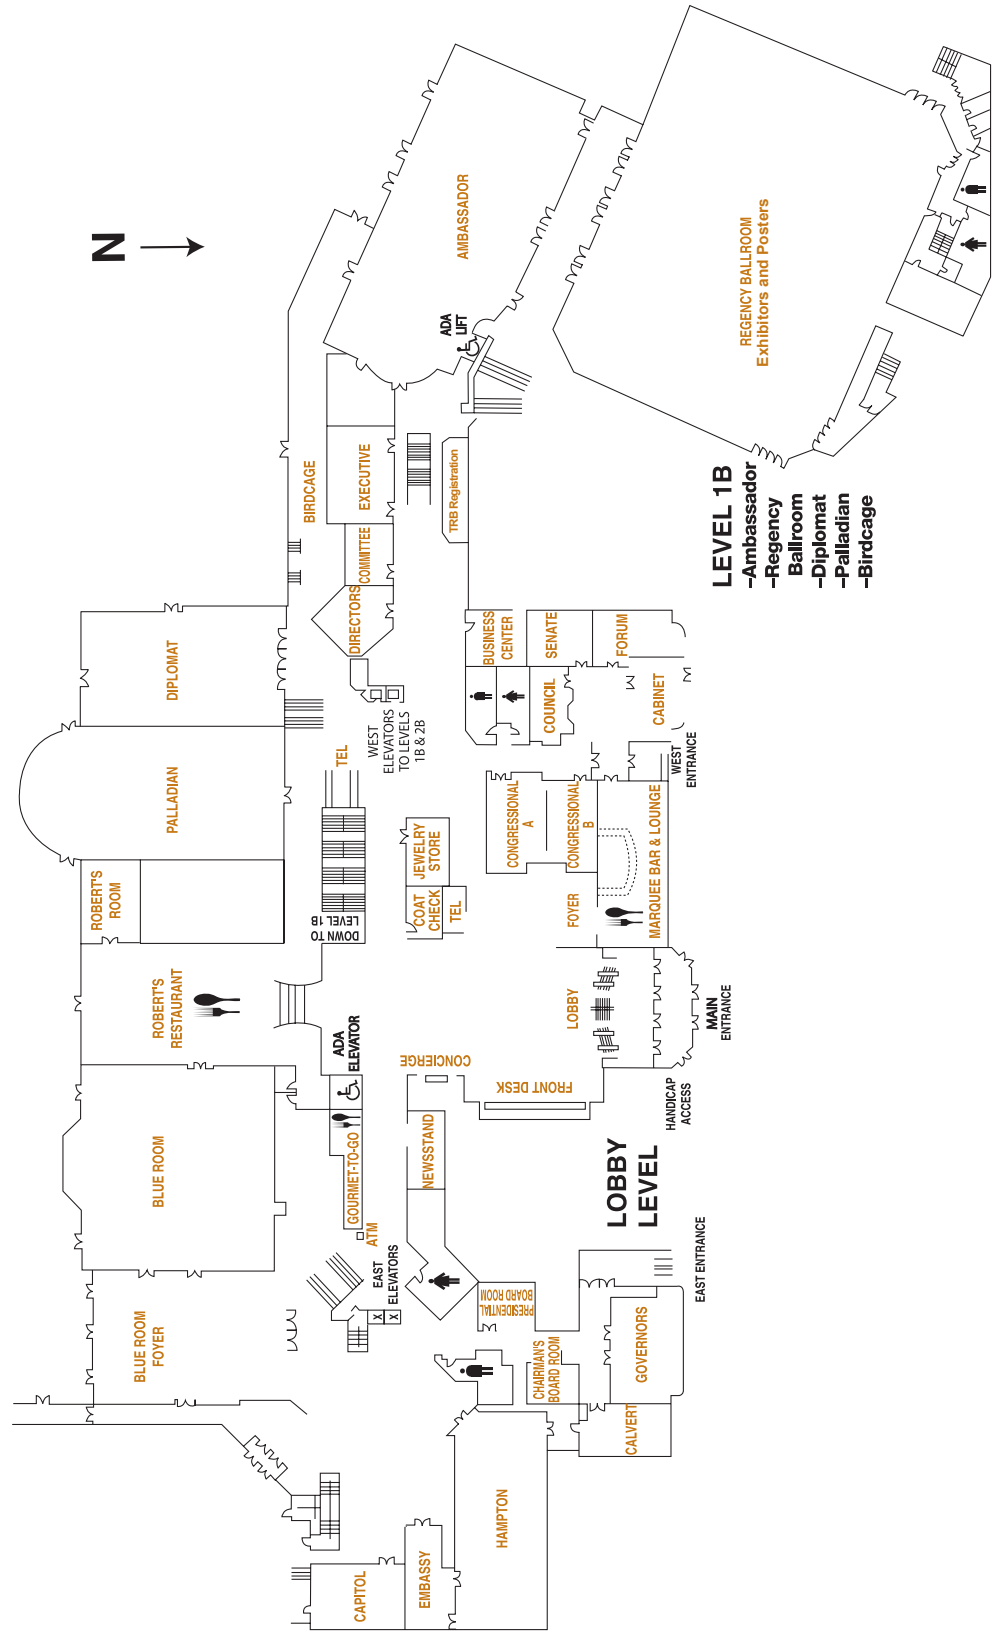 N
AMBASSADOR
ADA
LIFT
REGENCY BALLROOM
Exhibitors and Posters
BIRDCAGE
EXECUTIVE
COMMITTEE
DIRECTORS
TRB Registration
LEVEL 1B
–Ambassador
–Regency
Ballroom
–Diplomat
–Palladian
–Birdcage
DIPLOMAT
PALLADIAN
ROBERT'S
ROOM
ROBERT'S
RESTAURANT
BLUE ROOM
BLUE ROOM
FOYER
TEL
WEST
ELEVATORS
TO LEVELS
1B & 2B
BUSINESS
CENTER
SENATE
FORUM
COUNCIL
CABINET
WEST
ENTRANCE
CONGRESSIONAL
A
CONGRESSIONAL
B
MARQUEE BAR & LOUNGE
FOYER
JEWELRY
STORE
COAT
CHECK
TEL
DOWN TO
LEVEL 1B
LOBBY
MAIN
ENTRANCE
ADA
ELEVATOR
CONCIERGE
FRONT DESK
HANDICAP
ACCESS
GOURMET-TO-GO
NEWSSTAND
ATM
LOBBY
LEVEL
EAST
ELEVATORS
X
X
EAST ENTRANCE
PRESIDENTIAL
BOARD ROOM
CHAIRMAN'S
BOARD ROOM
GOVERNORS
CALVERT
HAMPTON
EMBASSY
CAPITOL